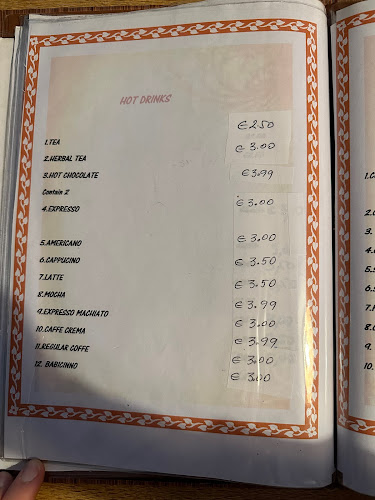 HOT DRINKS
1.TEA € 2.50
2.HERBAL TEA € 3.00
3.HOT CHOCOLATE € 3.99
Contain 2
4.EXPRESSO € 3.00
5.AMERICANO € 3.00
6.CAPPUCINO € 3.50
7.LATTE € 3.50
8.MOCHA € 3.99
9.EXPRESSO MACHIATO € 3.00
10.CAFFE CREMA € 3.99
11.REGULAR COFFE € 3.00
12. BABICINNO € 3.00